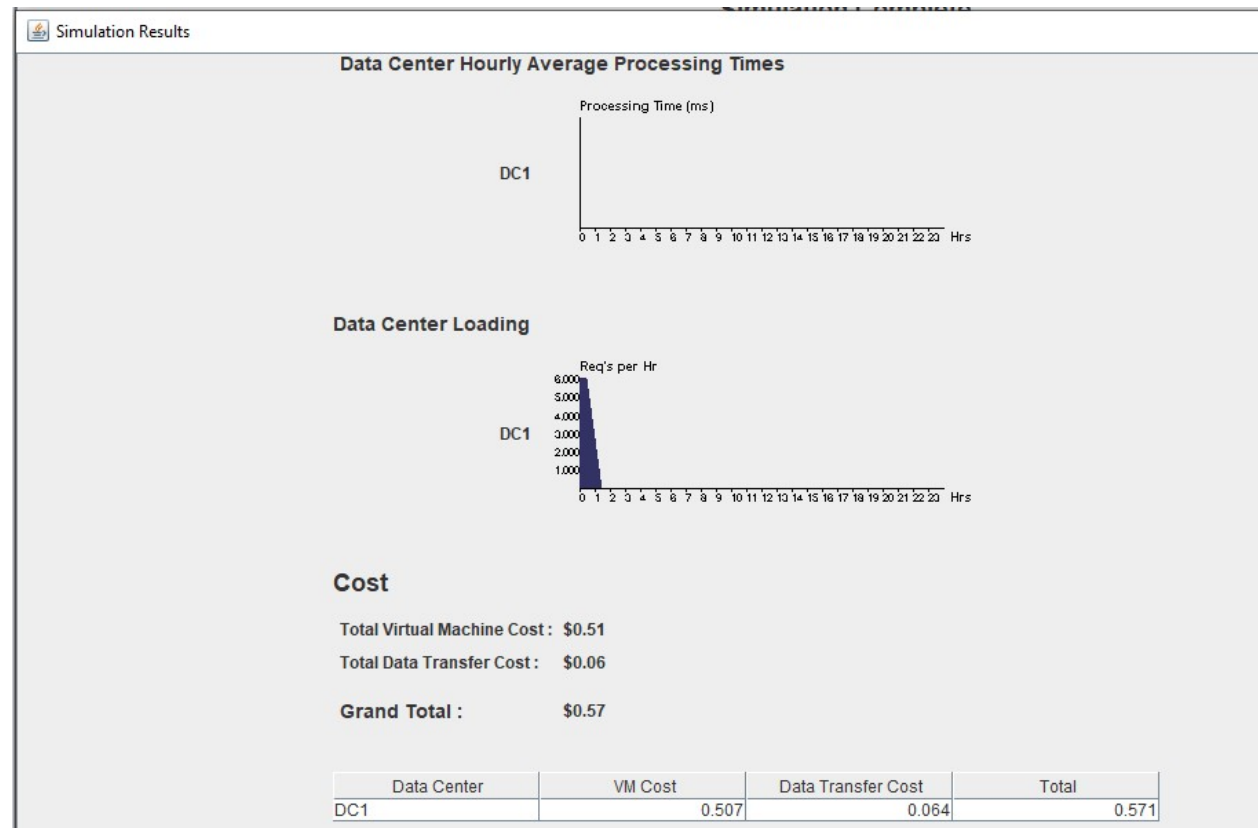 Simulation Complete
Simulation Results
Data Center Hourly Average Processing Times
Processing Time (ms)
DC1
0 1 2 3 4 5 6 7 8 9 10 11 12 13 14 15 16 17 18 19 20 21 22 23 Hrs
Data Center Loading
Req's per Hr
6.000
5.000
4.000
DC1
3.000
2.000
1.000
0 1 2 3 4 5 6 7 8 9 10 11 12 13 14 15 16 17 18 19 20 21 22 23 Hrs
Cost
Total Virtual Machine Cost : $0.51
Total Data Transfer Cost : $0.06
Grand Total : $0.57
Data Center VM Cost Data Transfer Cost Total
DC1 0.507 0.064 0.571